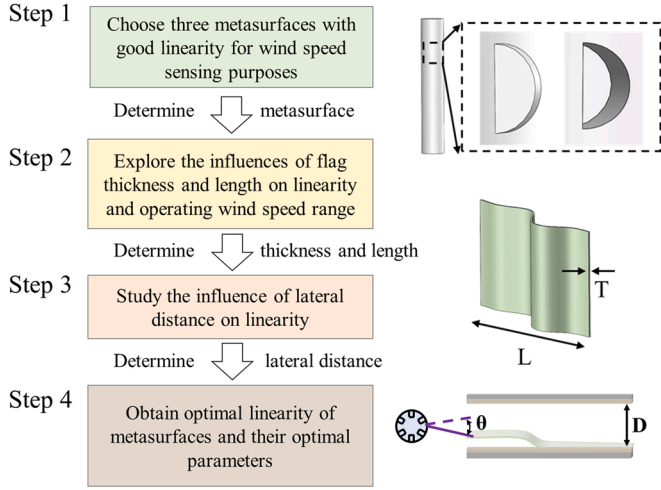 Step 1
Choose three metasurfaces with
good linearity for wind speed
sensing purposes
Determine metasurface
Step 2
Explore the influences of flag
thickness and length on linearity
and operating wind speed range
Determine thickness and length
T
L
Step 3
Study the influence of lateral
distance on linearity
Determine lateral distance
Step 4
Obtain optimal linearity of
metasurfaces and their optimal
parameters
θ
D